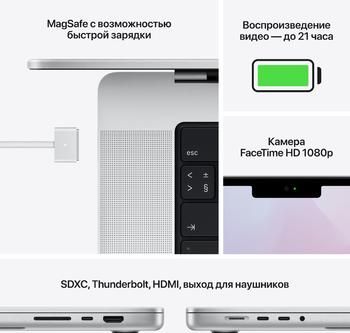 MagSafe с возможностью
быстрой зарядки
Воспроизведение
видео — до 21 часа
Камера
FaceTime HD 1080p
esc
< ±
> §
SDXC, Thunderbolt, HDMI, выход для наушников